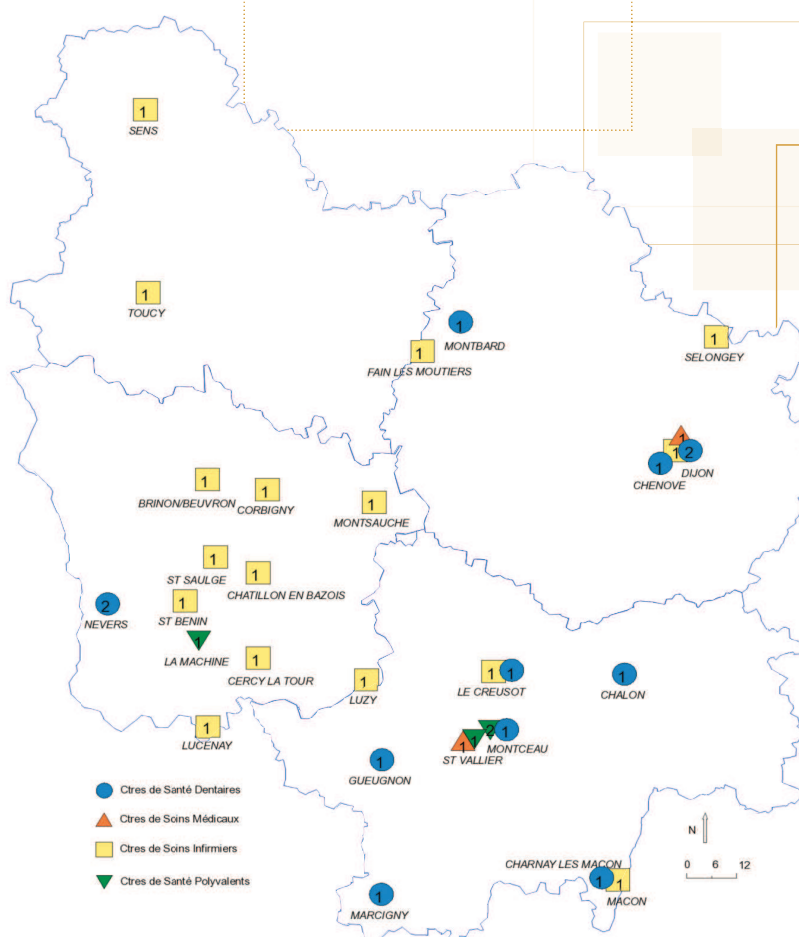 1
SENS
1
TOUCY
1
MONTBARD
1
SELONGEY
1
FAIN LES MOUTIERS
1
1
2
DIJON
1
CHENOVE
1
BRINON/BEUVRON
1
CORBIGNY
1
MONTSAUCHE
1
ST SAULGE
1
CHATILLON EN BAZOIS
2
NEVERS
1
ST BENIN
1
LA MACHINE
1
CERCY LA TOUR
1
LUZY
1
1
LE CREUSOT
1
CHALON
1
LUCENAY
1
1
2
1
MONTCEAU
ST VALLIER
1
GUEUGNON
Ctres de Santé Dentaires
Ctres de Soins Médicaux
Ctres de Soins Infirmiers
Ctres de Santé Polyvalents
N
0 6 12
CHARNAY LES MACON
1
1
MACON
1
MARCIGNY